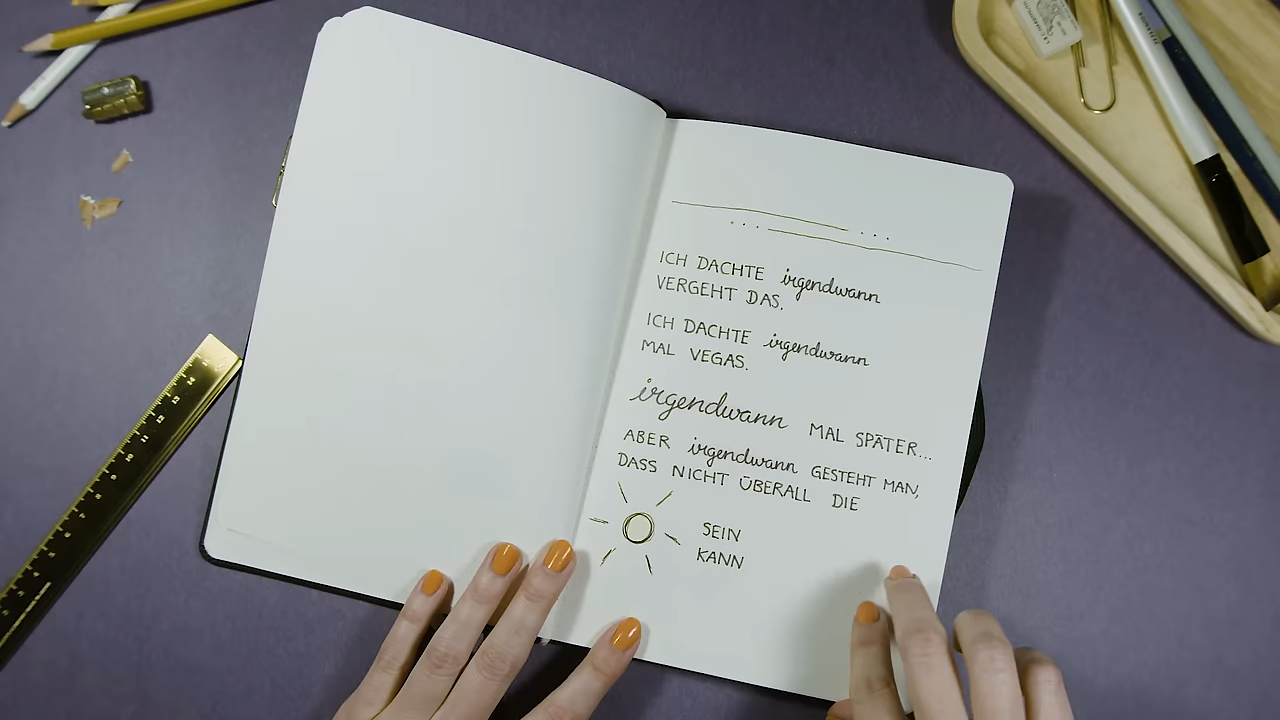 ICH DACHTE irgendwann
VERGEHT DAS.
ICH DACHTE irgendwann
MAL VEGAS.
irgendwann MAL SPÄTER...
ABER irgendwann GESTEHT MAN,
DASS NICHT ÜBERALL DIE
SEIN
KANN